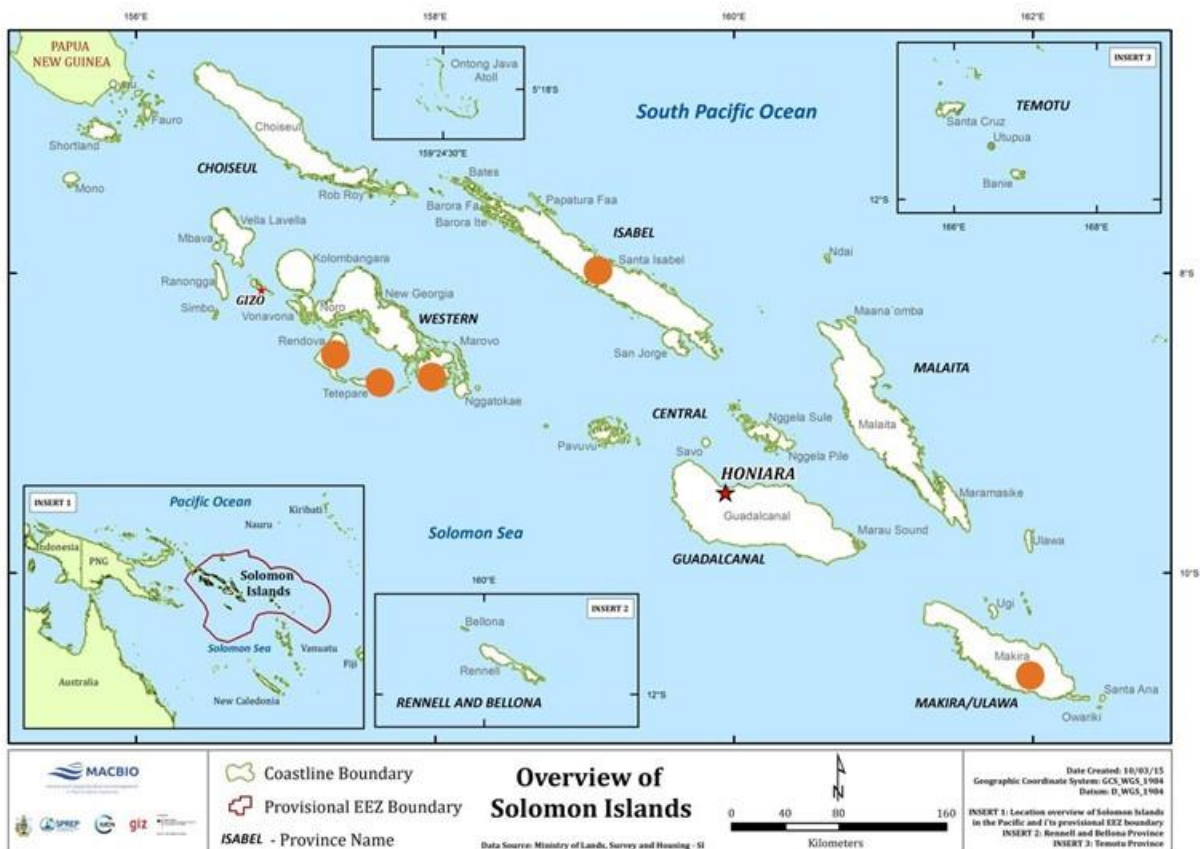 156°E
158°E
160°E
162°E
PAPUA
NEW GUINEA
Fauro
Shortland
Mono
Choiseul
CHOISEUL
Rob Roy
Ontong Java
Atoll
5°18'S
159°24'30"E
South Pacific Ocean
INSERT 3
TEMOTU
Santa Cruz
Utupua
Banie
12°S
166°E
168°E
Bates
Barora Fa
Barora Ite
Papatura Faa
ISABEL
Santa Isabel
San Jorge
Ndai
8°S
Vella Lavella
Mbava
Kolombangara
Ranongga
GIZO
Simbo
Vonavona
Noro
New Georgia
WESTERN
Rendova
Marovo
Tetepare
Nggatokae
Maana'omba
MALAITA
Malaita
Maramasike
CENTRAL
Nggela Sule
Nggela Pile
Pavuvu
Savo
HONIARA
Guadalcanal
Marau Sound
GUADALCANAL
Ulawa
10°S
Ugi
Makira
MAKIRA/ULAWA
Santa Ana
Owariki
Solomon Sea
INSERT 1
Pacific Ocean
Kiribati
Nauru
Indonesia
PNG
Solomon
Islands
Solomon Sea
Vanuatu
Fiji
Australia
New Caledonia
160°E
INSERT 2
Bellona
Rennell
RENNELL AND BELLONA
12°S
MACBIO
SPREP
IUCN
giz
Coastline Boundary
Provisional EEZ Boundary
ISABEL - Province Name
Overview of
Solomon Islands
Data Source: Ministry of Lands, Survey and Housing - SI
N
0 40 80 160
Kilometers
Date Created: 10/03/15
Geographic Coordinate System: GCS_WGS_1984
Datum: D_WGS_1984
INSERT 1: Location overview of Solomon Islands
in the Pacific and i'ts provisional EEZ boundary
INSERT 2: Rennell and Bellona Province
INSERT 3: Temotu Province